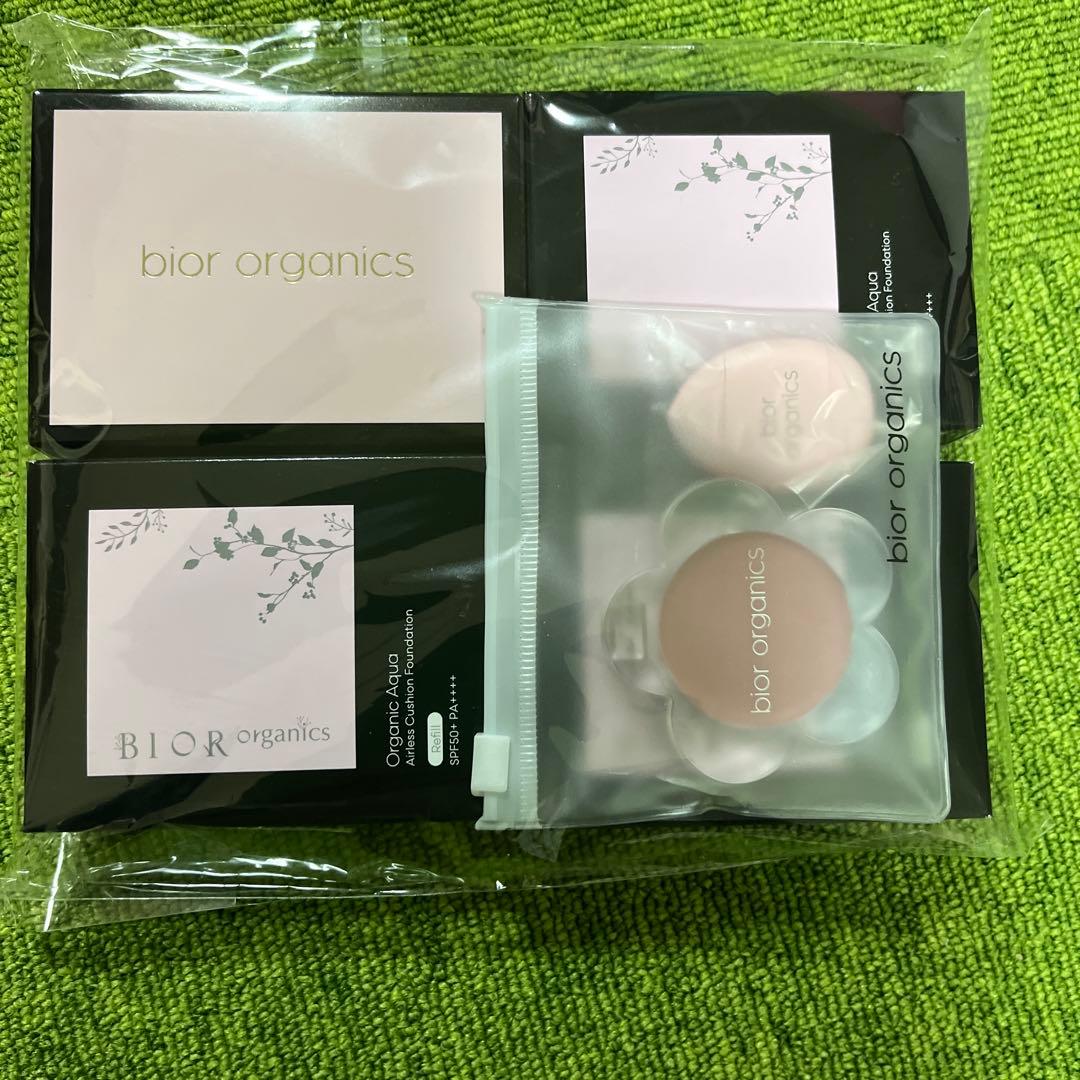 bior organics
Aqua
ion Foundation
+++
bior
organics
bior organics
bior organics
BIOR organics
Organic Aqua
Airless Cushion Foundation
Refill
SPF50+ PA++++